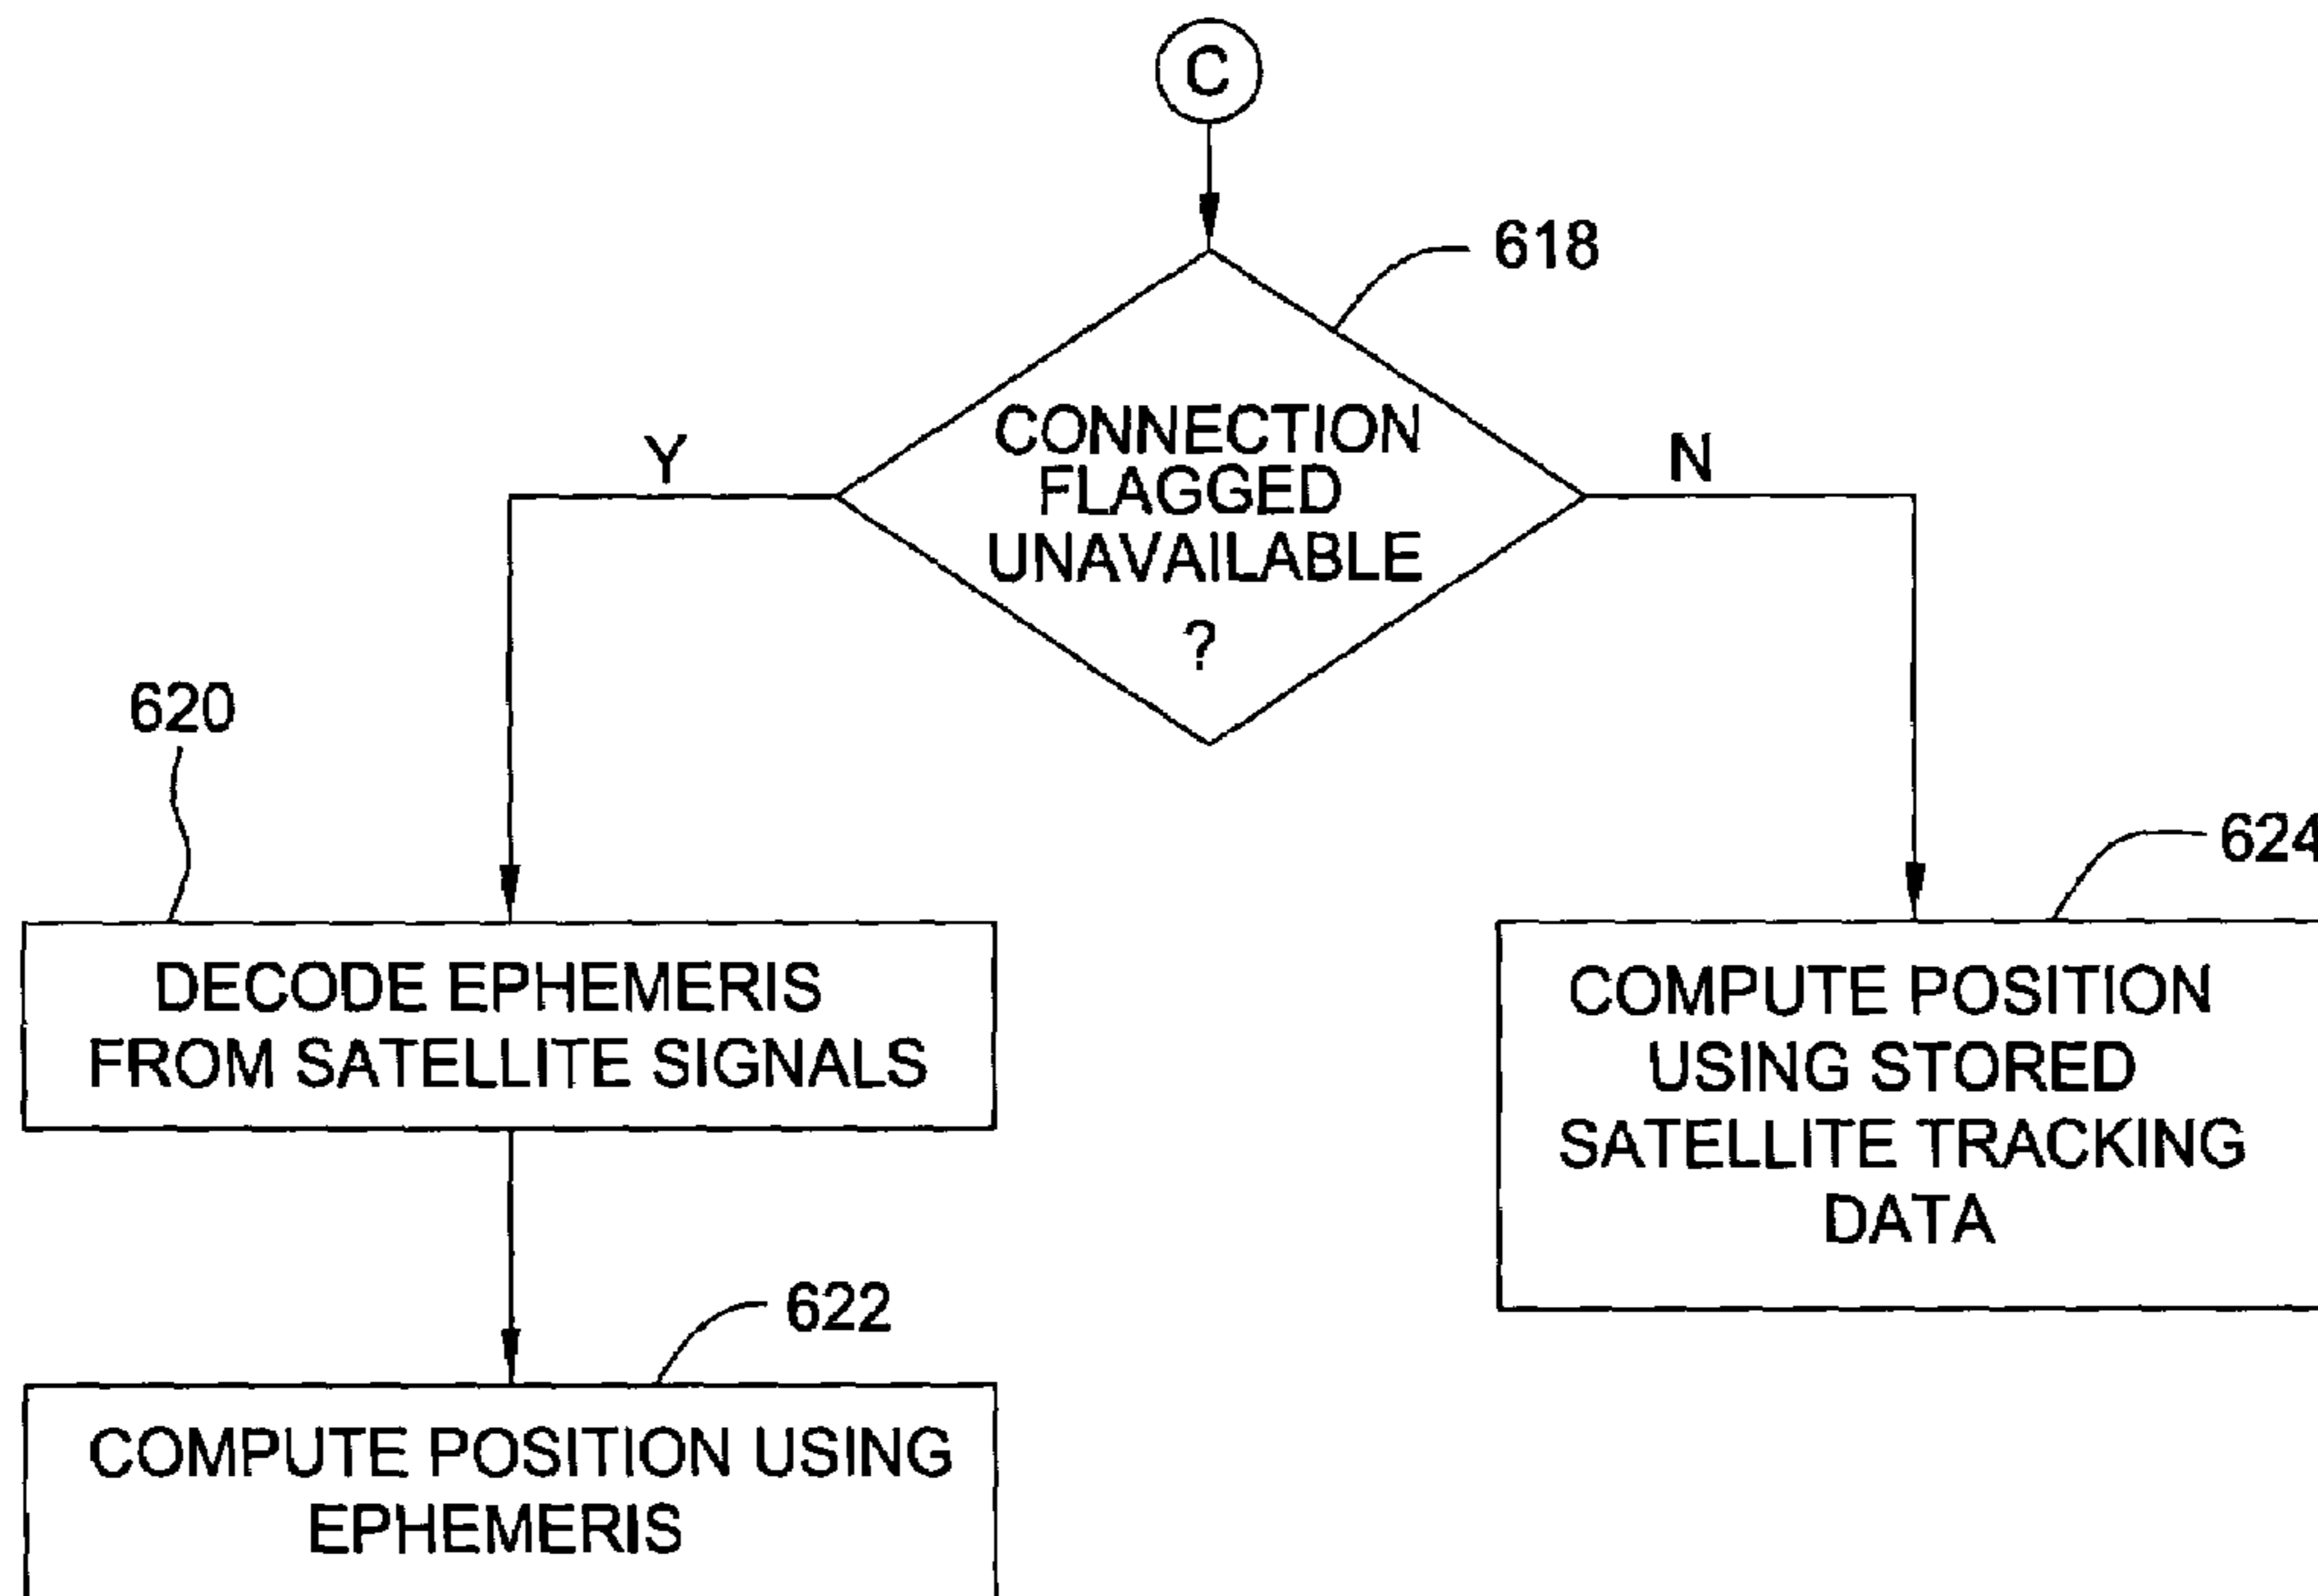 C
618
CONNECTION
FLAGGED
UNAVAILABLE
?
Y
N
620
624
DECODE EPHEMERIS
FROM SATELLITE SIGNALS
COMPUTE POSITION
USING STORED
SATELLITE TRACKING
DATA
622
COMPUTE POSITION USING
EPHEMERIS